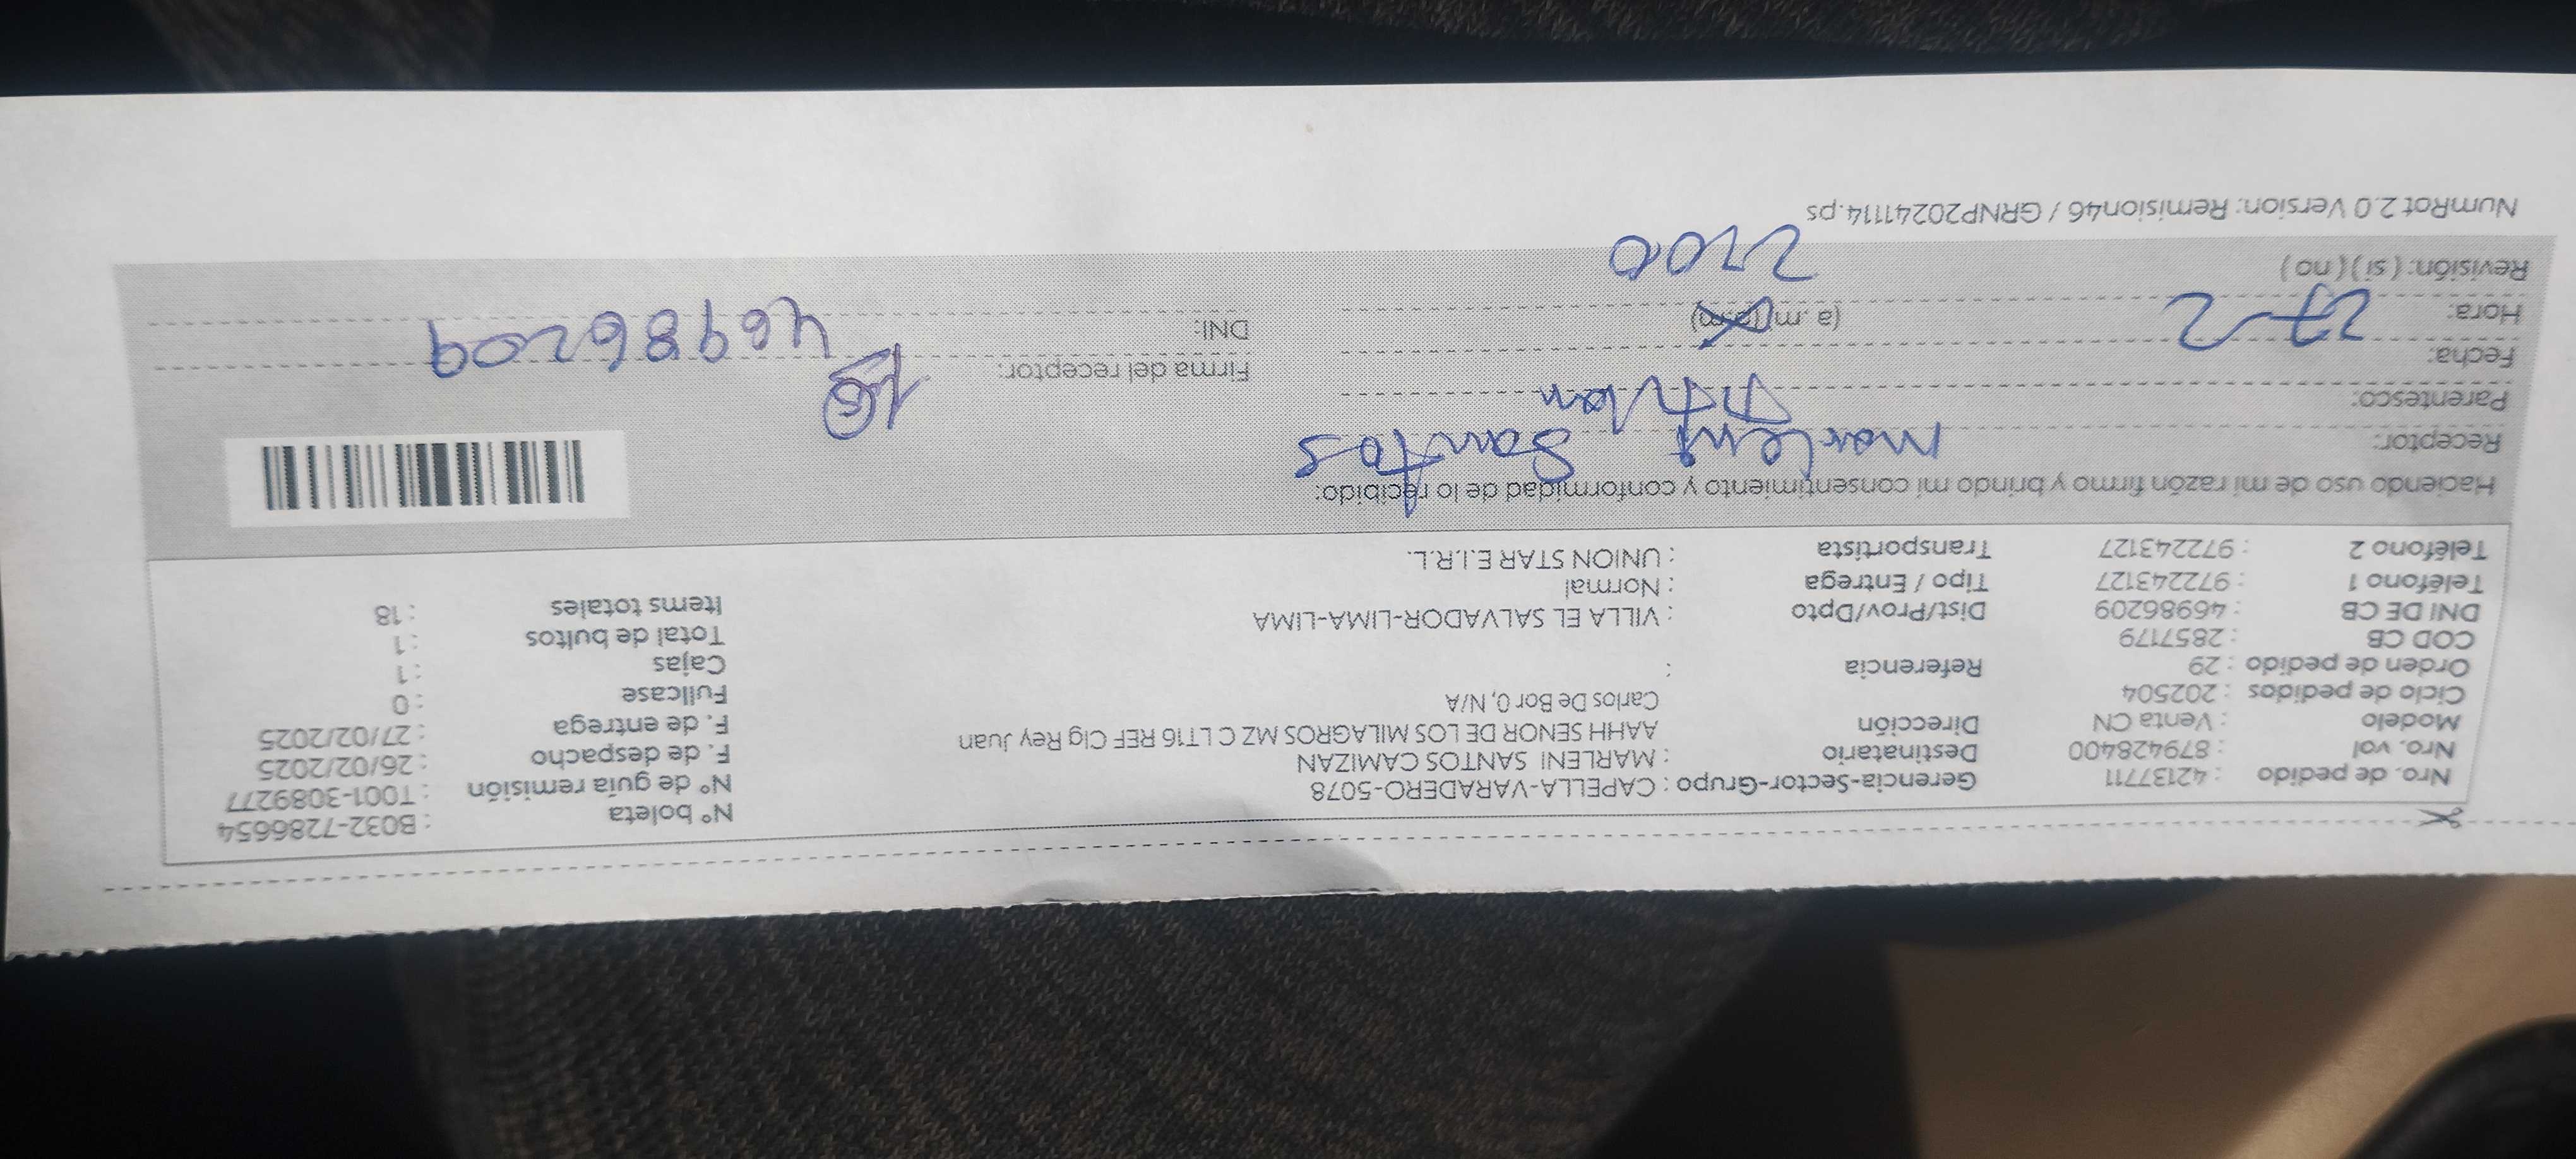 Nro. de pedido : 42137711
Nro. vol : 879428400
Modelo : Venta CN
Ciclo de pedidos : 202504
Orden de pedido : 29
COD CB : 2857179
DNI DE CB : 46986209
Teléfono 1 : 972243127
Teléfono 2 : 972243127
Gerencia-Sector-Grupo : CAPELLA-VARADERO-5078
Destinatario : MARLENI SANTOS CAMIZAN
Dirección AAHH SENOR DE LOS MILAGROS MZ C LT16 REF Clg Rey Juan
Carlos De Bor 0, N/A
Referencia :
Dist/Prov/Dpto : VILLA EL SALVADOR-LIMA-LIMA
Tipo / Entrega : Normal
Transportista : UNION STAR E.I.R.L.
N° boleta : B032-7286654
N° de guía remisión : T001-3089277
F. de despacho : 26/02/2025
F. de entrega : 27/02/2025
Fullcase : 0
Cajas : 1
Total de bultos : 1
Items totales : 18
Haciendo uso de mi razón firmo y brindo mi consentimiento y conformidad de lo recibido:
Receptor: Marleni Santos
Parentesco:
Fecha: 27-2
Hora: (a .m)(p.m)
Revisión: ( si ) ( no )
Firma del receptor:
DNI: 46986209
NumRot 2.0 Version: Remision46 / GRNP20241114.ps